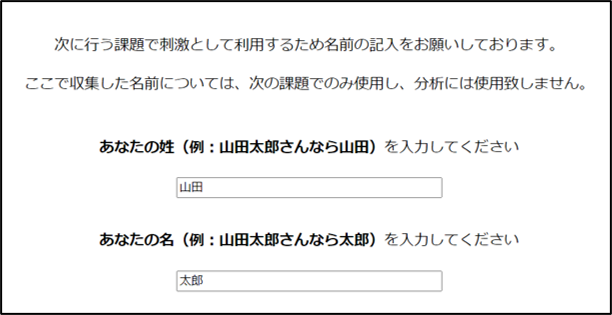 次に行う課題で刺激として利用するため名前の記入をお願いしております。
ここで収集した名前については、次の課題でのみ使用し、分析には使用致しません。
あなたの姓（例：山田太郎さんなら山田）を入力してください
山田
あなたの名（例：山田太郎さんなら太郎）を入力してください
太郎